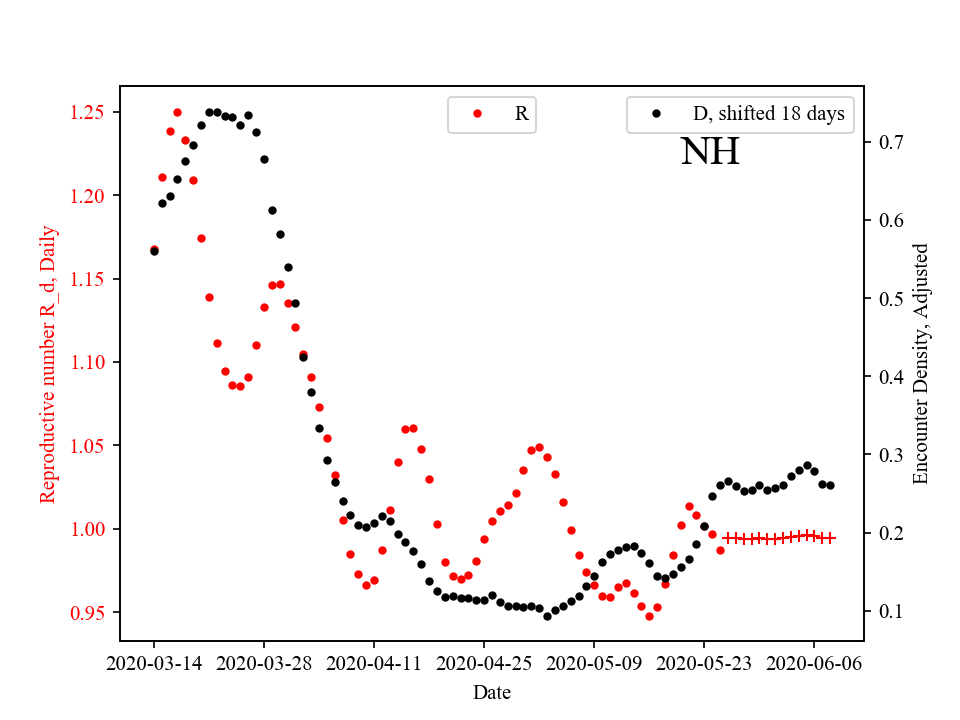 R
D, shifted 18 days
NH
Reproductive number R_d, Daily
1.25
1.20
1.15
1.10
1.05
1.00
0.95
0.7
0.6
0.5
0.4
0.3
0.2
0.1
Encounter Density, Adjusted
2020-03-14 2020-03-28 2020-04-11 2020-04-25 2020-05-09 2020-05-23 2020-06-06
Date